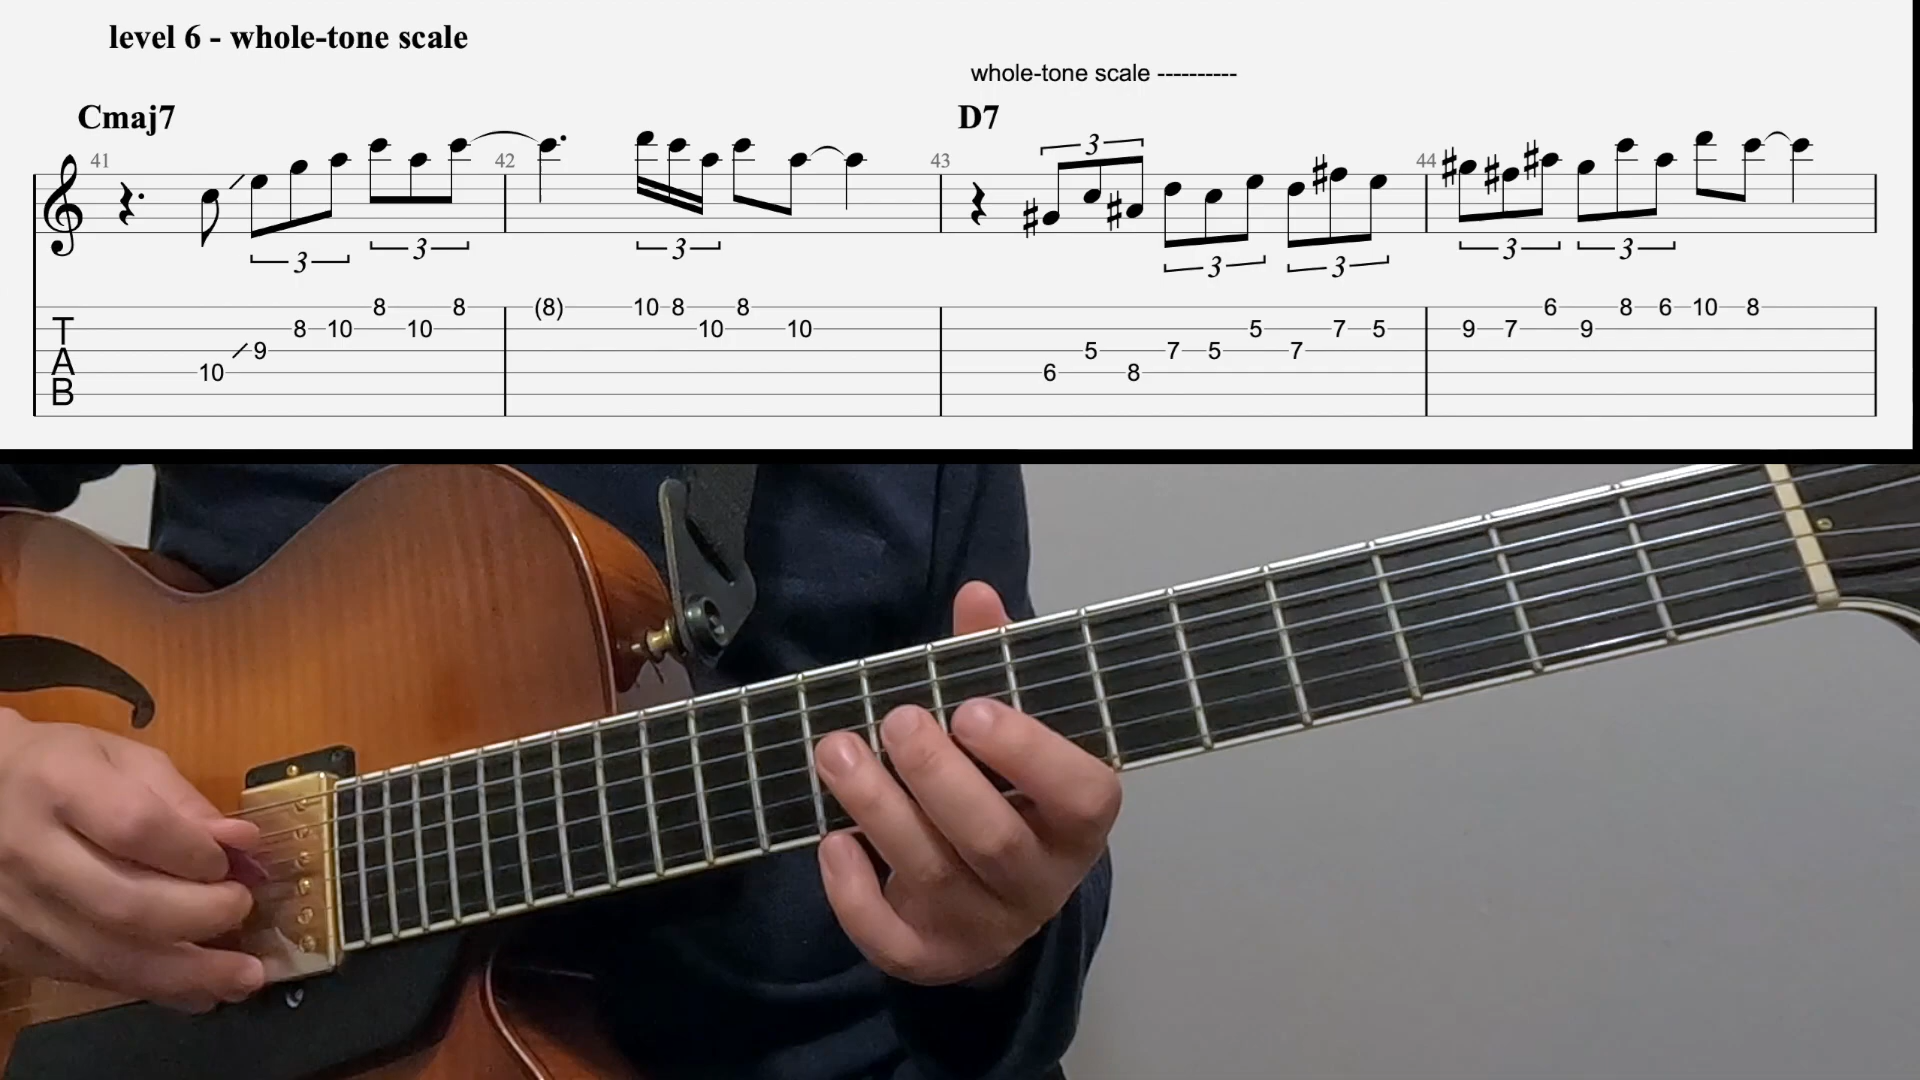 level 6 - whole-tone scale
whole-tone scale ----------
Cmaj7 D7
41 42 43 44
3 3 3 3 3 3 3 3
8 8 (8) 10 8 8 6 8 6 10 8
T 8 10 10 10 10 5 7 5 9 7 9
A 9 5 7 5 7
B 10 6 8